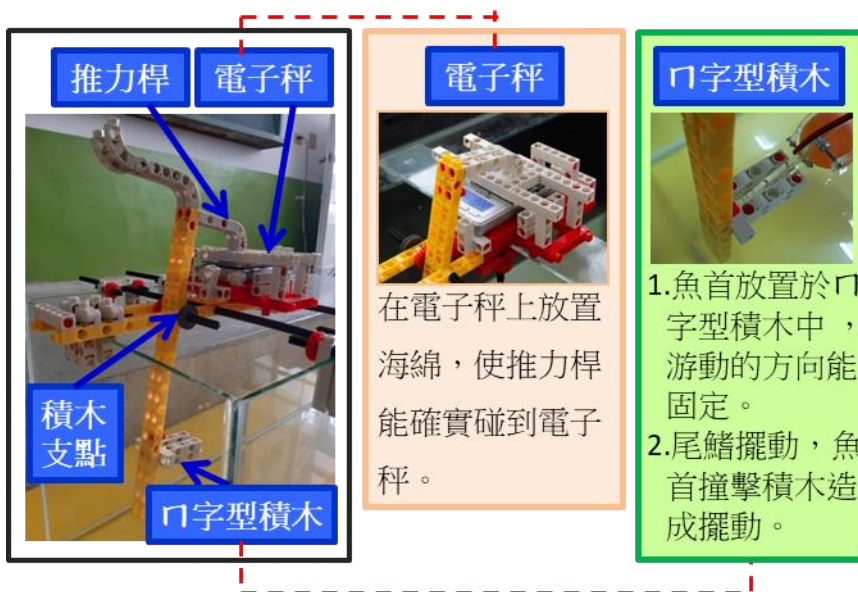 推力桿
電子秤
積木
支點
ㄇ字型積木
電子秤
在電子秤上放置
海綿，使推力桿
能確實碰到電子
秤。
ㄇ字型積木
1.魚首放置於ㄇ
字型積木中，
游動的方向能
固定。
2.尾鰭擺動，魚
首撞擊積木造
成擺動。